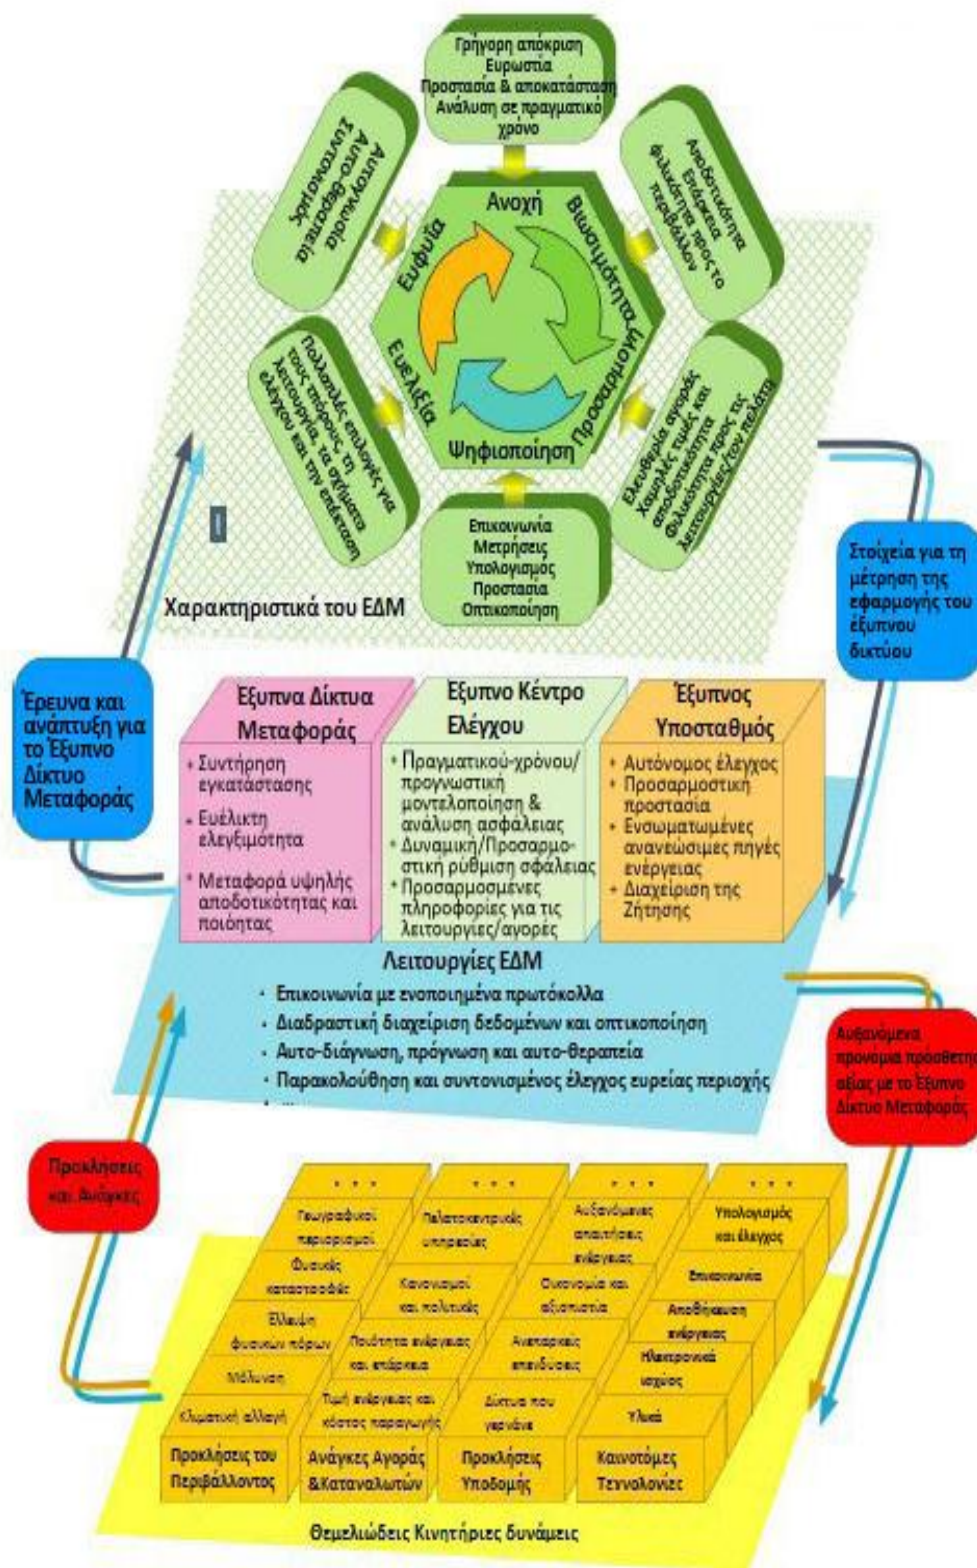 Γρήγορη απόκριση
Ευρωστία
Προστασία & αποκατάσταση
Ανάλυση σε πραγματικό
χρόνο
Αυτογνωσία
Αυτο-θεραπεία
Συντονισμός
Αποδοτικότητα
Επάρκεια
φιλικότητα προς το
περιβάλλον
Ανοχή
Βιωσιμότητα
Προσαρμογή
Ψηφιοποίηση
Ευελιξία
Ευφυΐα
Πολλαπλές επιλογές για
τους πόρους, τη
λειτουργία, τα σχήματα
ελέγχου και την επέκταση
Ελευθερία αγοράς
Χαμηλές τιμές και
αποδοτικότητα
Φιλικότητα προς τις
λειτουργίες/τον πελάτη
Επικοινωνία
Μετρήσεις
Υπολογισμός
Προστασία
Οπτικοποίηση
Χαρακτηριστικά του ΕΔΜ
Στοίχεία για τη
μέτρηση της
εφαρμογής του
έξυπνου
δικτύου
Έρευνα και
ανάπτυξη για
το Έξυπνο
Δίκτυο
Μεταφοράς
Έξυπνα Δίκτυα
Μεταφοράς
+ Συντήρηση
εγκατάστασης
• Ευέλικτη
ελεγξιμότητα
* Μεταφορά υψηλής
αποδοτικότητας και
ποιόητας
Έξυπνο Κέντρο
Ελέγχου
* Πραγματικού-χρόνου/
προγνωστική
μοντελοποίηση &
ανάλυση ασφάλειας
* Δυναμική/Προσαρμο-
στική ρύθμιση σφάλειας
* Προσαρμοσμενες
πληροφορίες για τις
λειτουργίες/αγορές
Έξυπνος
Υποσταθμός
• Αυτόνομος έλεγχος
• Προσαρμοστική
προστασία
• Ενσωματωμένες
ανανεώσιμες πηγές
ενέργειας
+ Διαχείριση της
Ζήτησης
Λειτουργίες ΕΔΜ
• Επικοινωνία με ενοποιημένα πρωτόκολλα
• Διαδραστική διαχείριση δεδομένων και οπτικοποίηση
• Αυτο-διάγνωση, πρόγνωση και αυτο-θεραπεία
• Παρακολούθηση και συντονισμένος έλεγχος ευρείας περιοχής
Αυξανόμενα
προνόμια πρόσθετης
αξίας με το Έξυπνο
Δίκτυο Μεταφοράς
Προκλήσεις
και Ανάγκες
• • •
Γεωγραφικοί
περιορισμοί
Φυσικές
καταστροφές
Έλλειψη
φυσικων πόρων
Μόλυνση
Κλιματική αλλαγή
Προκλήσεις του
Περιβάλλοντος
• • •
Πελατοκεντρικές
υπηρεσίες
Κανονισμοί
και πολιτικές
Ποιότητα ενέργειας
και επάρκεια
Τιμή ενέργειας και
κόστος παραγωγής
Ανάγκες Αγοράς
&Καταναλωτών
• • •
Αυξανόμενες
απαιτήσεις
ενέργειας
Οικονομία και
αξιοπιστία
Ανεπαρκείς
επενδύσεις
Δίκτυα που
γερνάνε
Προκλήσεις
Υποδομής
• • •
Υπολογισμός
και έλεγχος
Επικοινωνία
Αποθήκευση
ενέργειας
Ηλεκτρονικά
ισχύος
Υλικά
Καινοτόμες
Τεχνολονίες
Θεμελιώδεις Κινητήριες δυνάμεις